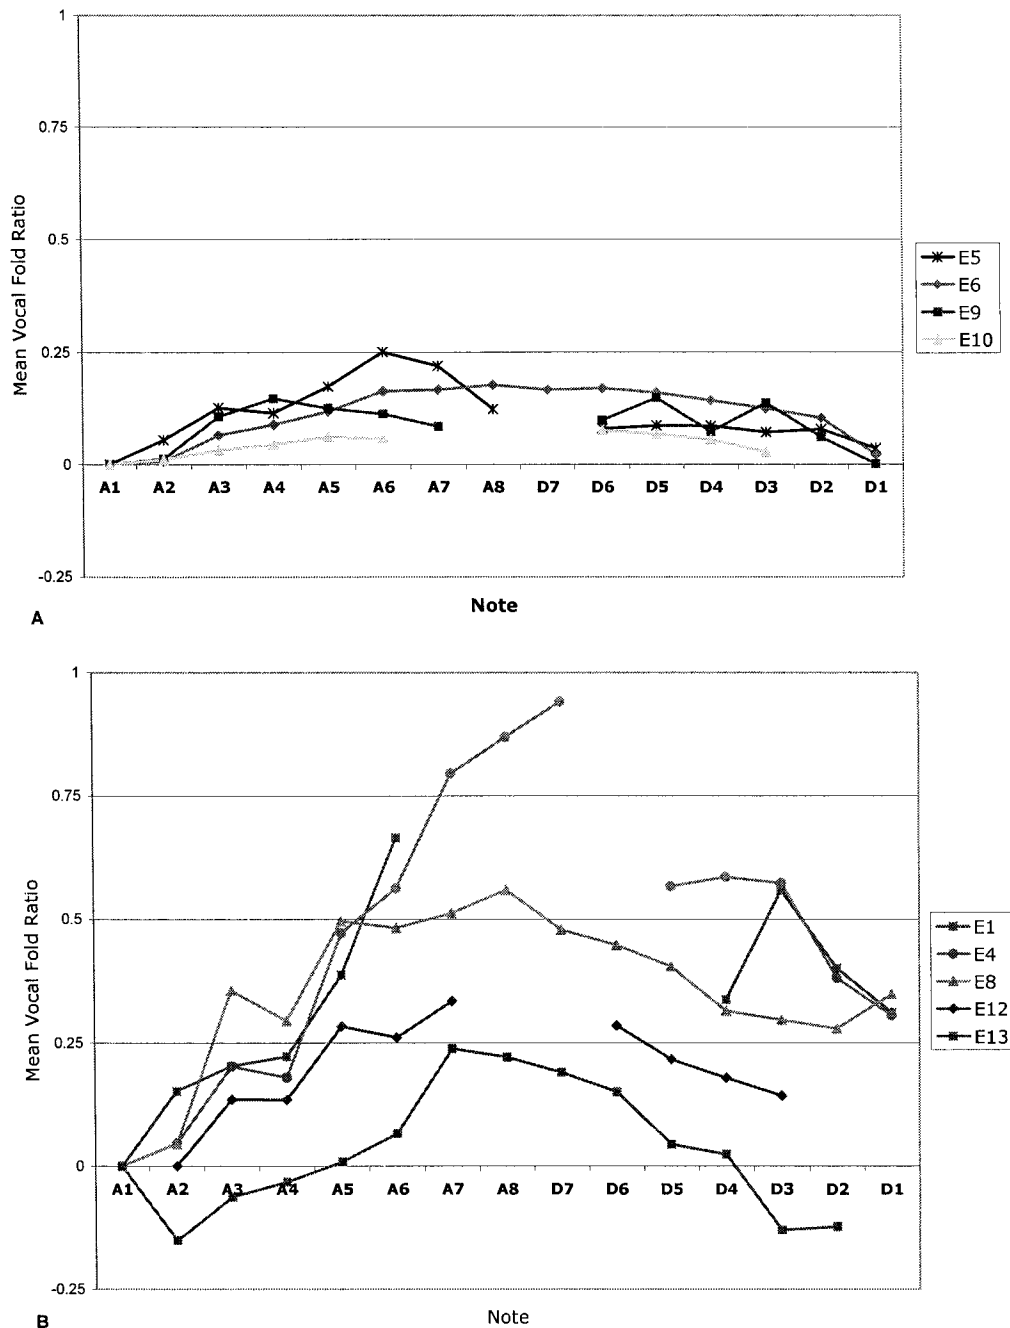 1
0.75
0.5
0.25
0
-0.25
Mean Vocal Fold Ratio
A1 A2 A3 A4 A5 A6 A7 A8 D7 D6 D5 D4 D3 D2 D1
Note
E5
E6
E9
E10
A
1
0.75
0.5
0.25
0
-0.25
Mean Vocal Fold Ratio
A1 A2 A3 A4 A5 A6 A7 A8 D7 D6 D5 D4 D3 D2 D1
Note
E1
E4
E8
E12
E13
B